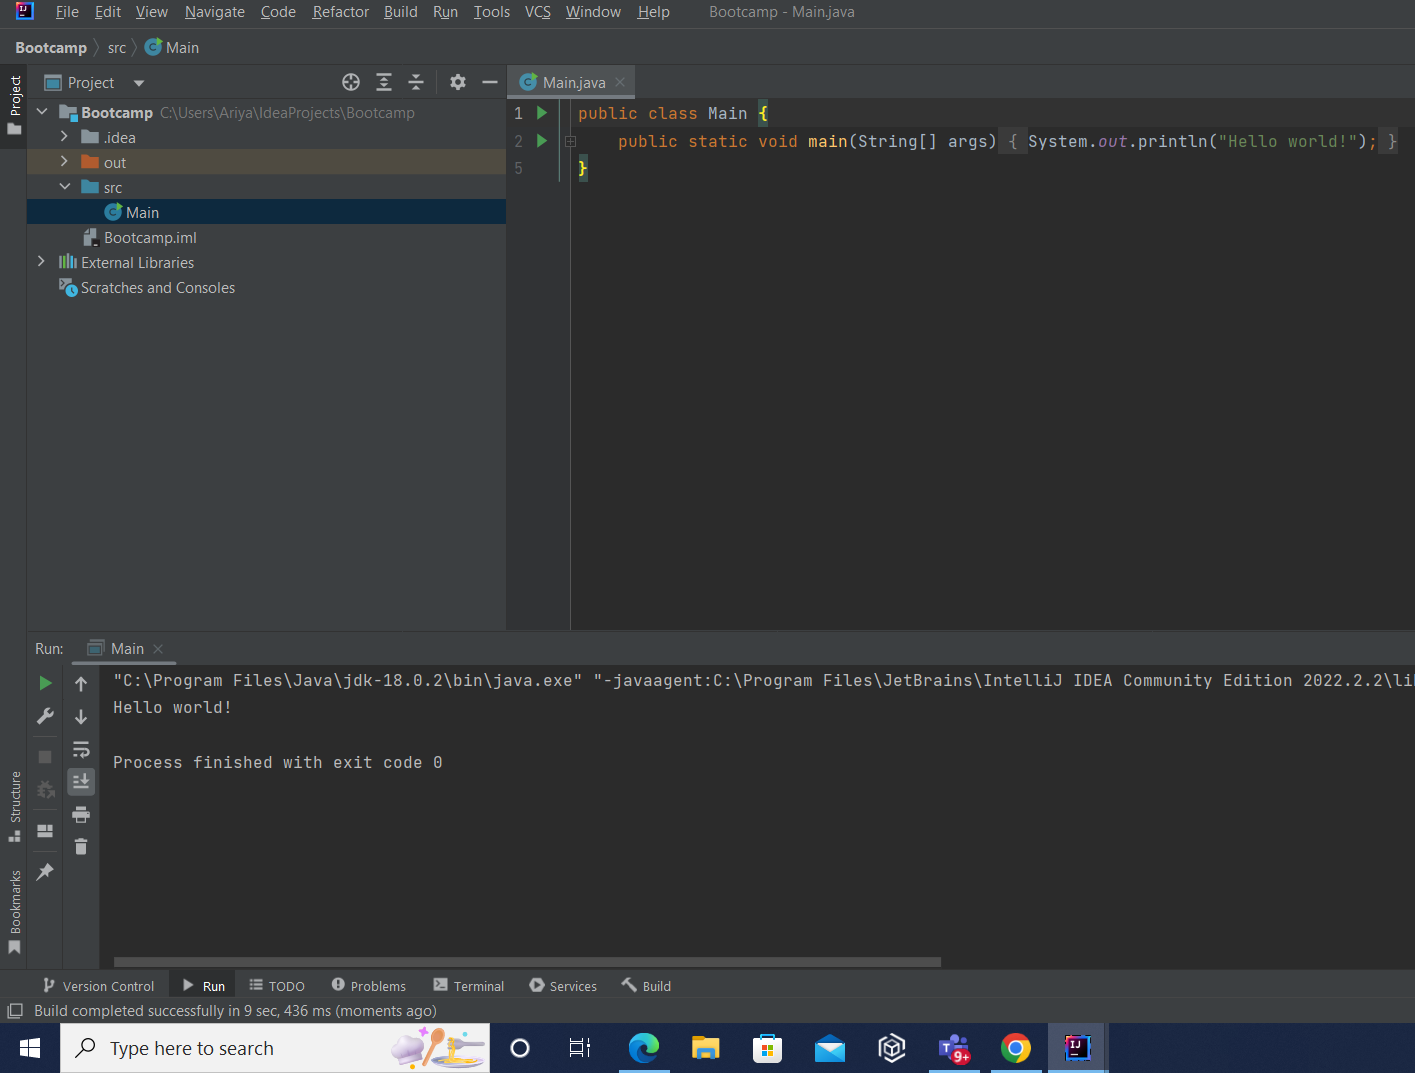 File Edit View Navigate Code Refactor Build Run Tools VCS Window Help Bootcamp - Main.java
Bootcamp src Main
Project
Project
Bootcamp C:\Users\Ariya\IdeaProjects\Bootcamp
.idea
out
src
Main
Bootcamp.iml
External Libraries
Scratches and Consoles
Main.java
1 public class Main {
2 public static void main(String[] args) { System.out.println("Hello world!"); }
5 }
Run: Main
"C:\Program Files\Java\jdk-18.0.2\bin\java.exe" "-javaagent:C:\Program Files\JetBrains\IntelliJ IDEA Community Edition 2022.2.2\li
Hello world!
Process finished with exit code 0
Structure
Bookmarks
Version Control Run TODO Problems Terminal Services Build
Build completed successfully in 9 sec, 436 ms (moments ago)
Type here to search
T 9+
IJ